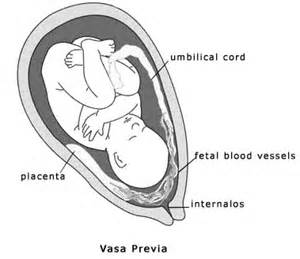 umbilical cord
fetal blood vessels
placenta
internalos
Vasa Previa